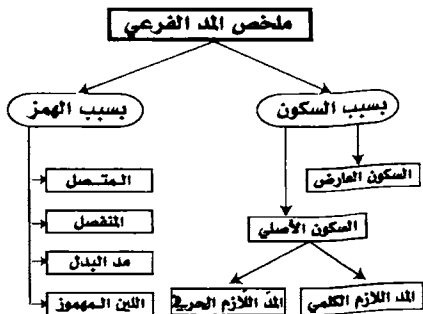 ملخص المد الفرعي
بسبب السكون
بسبب الهمز
السكون العارض
السكون الأصلي
المد اللازم الكلمي
المد اللازم الحرفي
المتـصل
المنفصل
مد البدل
اللين المهموز